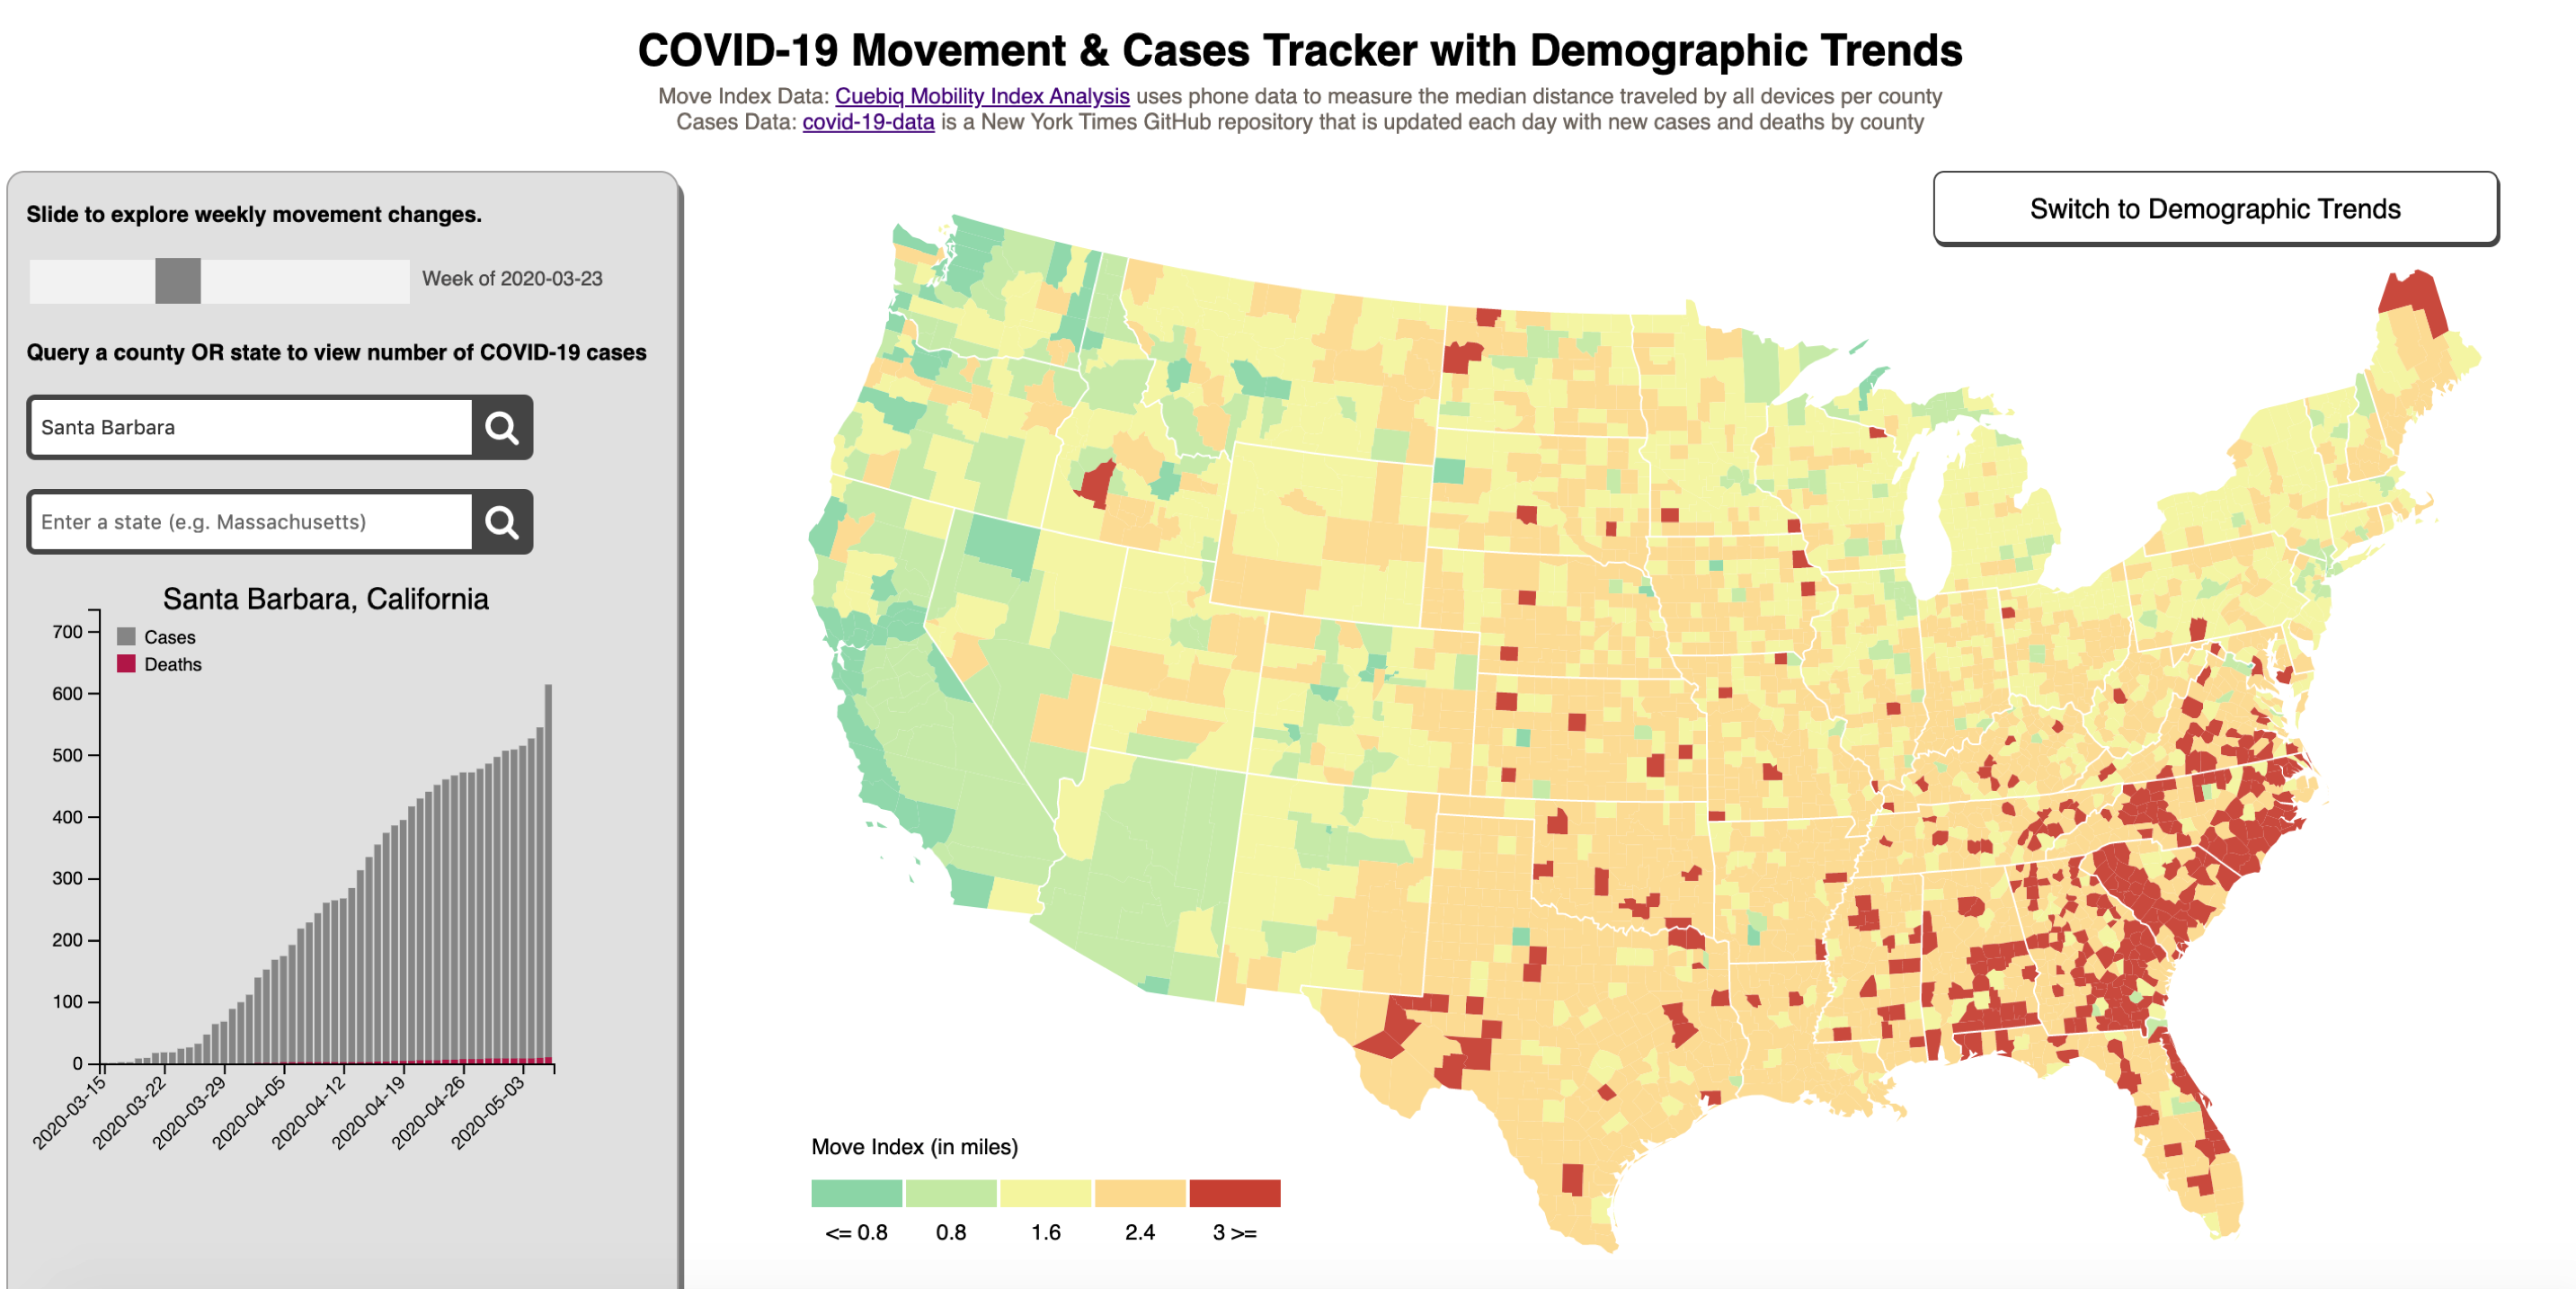 COVID-19 Movement & Cases Tracker with Demographic Trends
Move Index Data: Cuebiq Mobility Index Analysis uses phone data to measure the median distance traveled by all devices per county
Cases Data: covid-19-data is a New York Times GitHub repository that is updated each day with new cases and deaths by county
Slide to explore weekly movement changes.
Week of 2020-03-23
Query a county OR state to view number of COVID-19 cases
Santa Barbara
Enter a state (e.g. Massachusetts)
Santa Barbara, California
Cases
Deaths
700
600
500
400
300
200
100
0
2020-03-15
2020-03-22
2020-03-29
2020-04-05
2020-04-12
2020-04-19
2020-04-26
2020-05-03
Switch to Demographic Trends
Move Index (in miles)
<= 0.8
0.8
1.6
2.4
3 >=